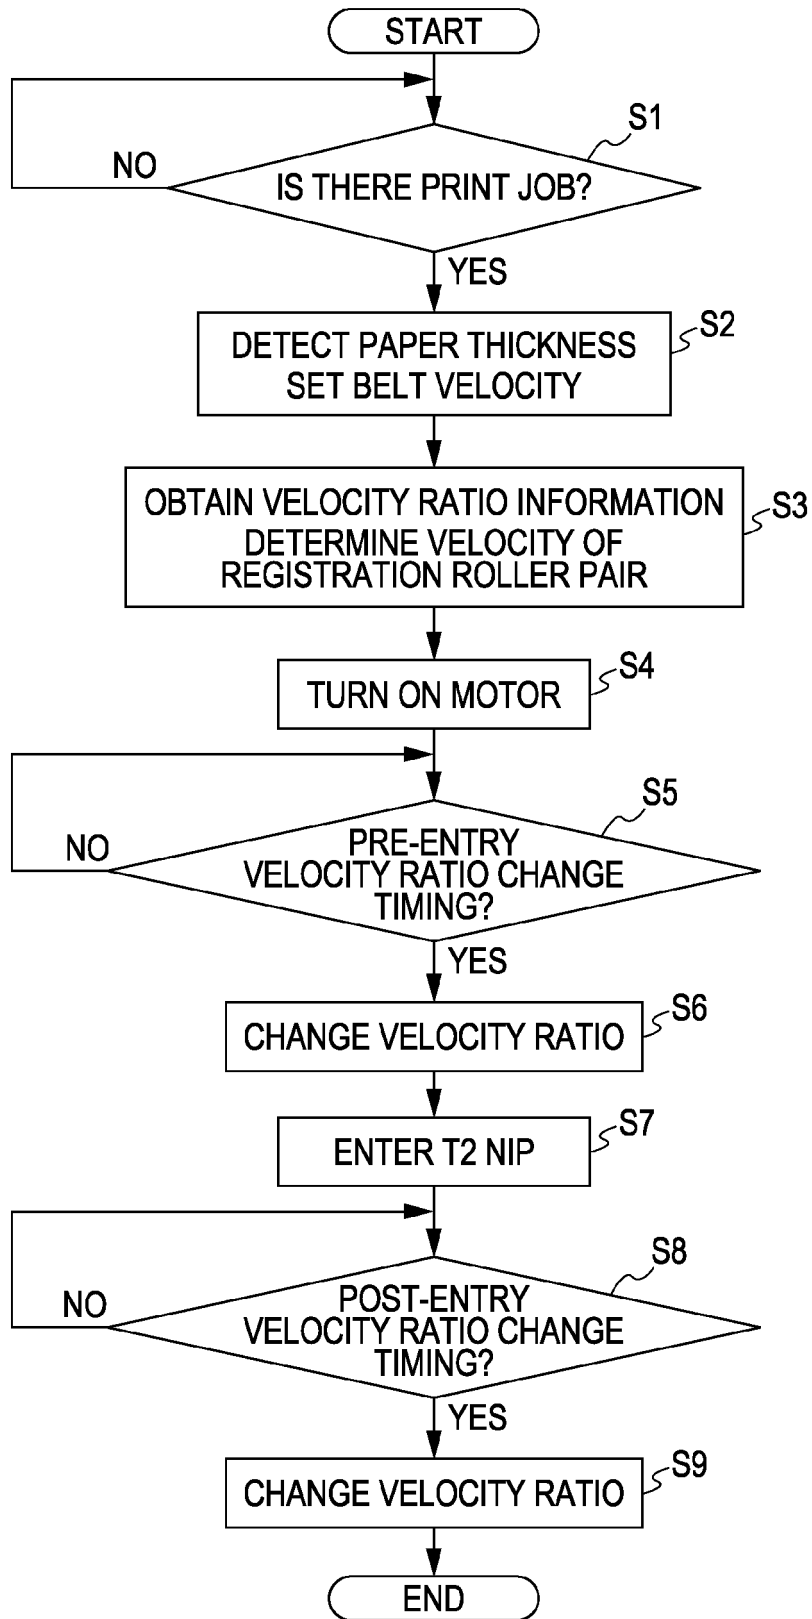 START
S1
IS THERE PRINT JOB?
NO
YES
S2
DETECT PAPER THICKNESS
SET BELT VELOCITY
S3
OBTAIN VELOCITY RATIO INFORMATION
DETERMINE VELOCITY OF
REGISTRATION ROLLER PAIR
S4
TURN ON MOTOR
S5
PRE-ENTRY
VELOCITY RATIO CHANGE
TIMING?
NO
YES
S6
CHANGE VELOCITY RATIO
S7
ENTER T2 NIP
S8
POST-ENTRY
VELOCITY RATIO CHANGE
TIMING?
NO
YES
S9
CHANGE VELOCITY RATIO
END